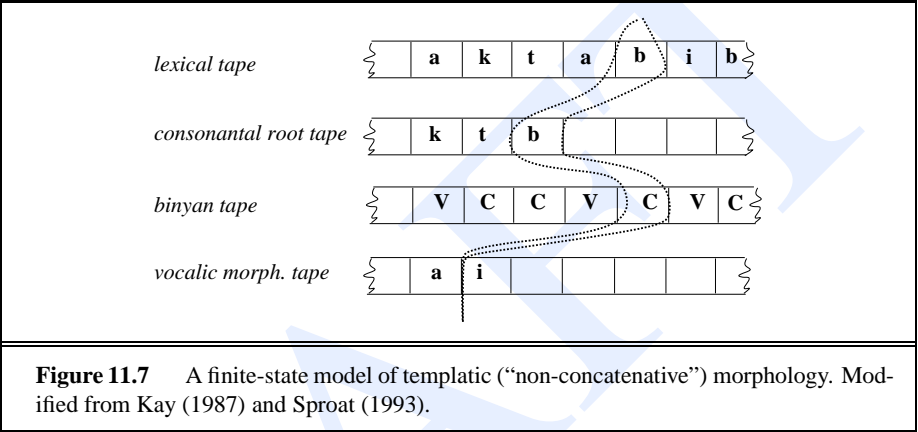 lexical tape a k t a b i b
consonantal root tape k t b
binyan tape V C C V C V C
vocalic morph. tape a i
Figure 11.7 A finite-state model of templatic (“non-concatenative”) morphology. Mod-
ified from Kay (1987) and Sproat (1993).